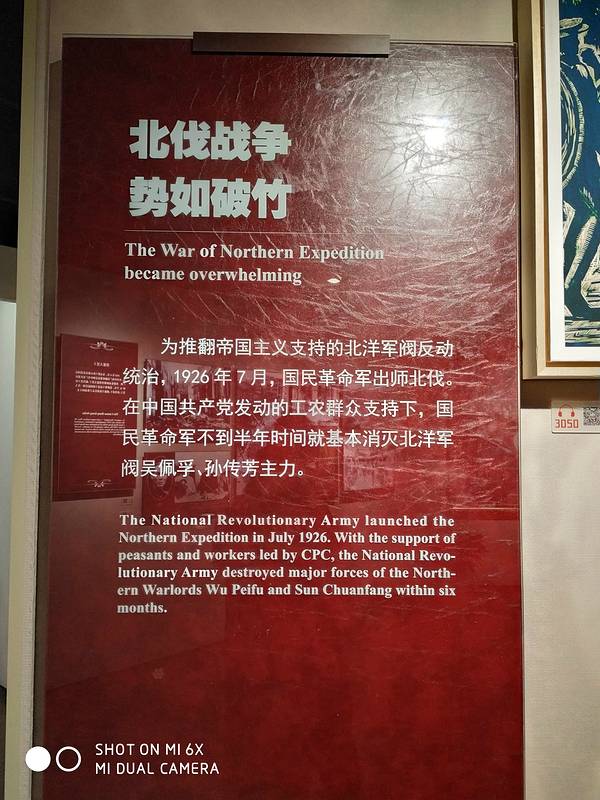 北伐战争
势如破竹
The War of Northern Expedition
became overwhelming
为推翻帝国主义支持的北洋军阀反动
统治，1926年7月，国民革命军出师北伐。
在中国共产党发动的工农群众支持下，国
民革命军不到半年时间就基本消灭北洋军
阀吴佩孚、孙传芳主力。
The National Revolutionary Army launched the
Northern Expedition in July 1926. With the support of
peasants and workers led by CPC, the National Revo-
lutionary Army destroyed major forces of the North-
ern Warlords Wu Peifu and Sun Chuanfang within six
months.
3050
SHOT ON MI 6X
MI DUAL CAMERA